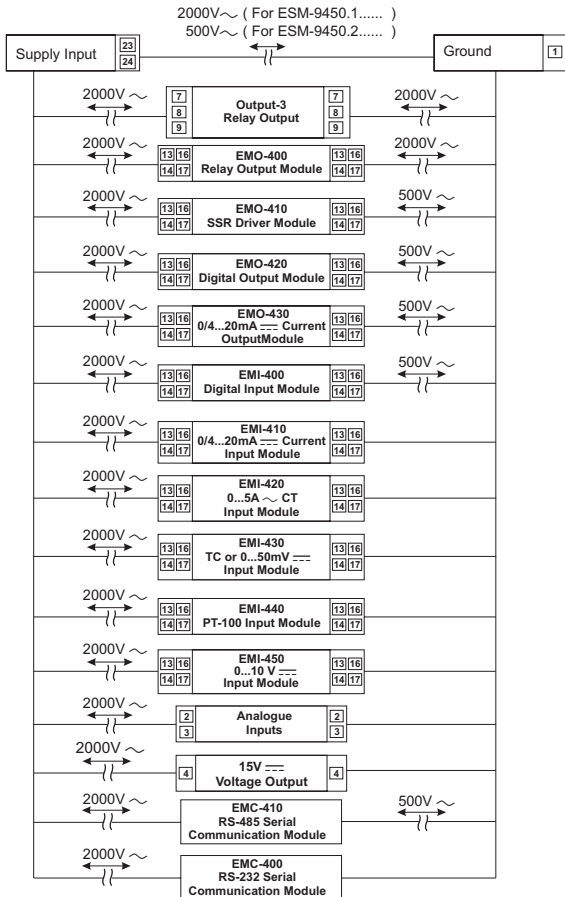 2000V～ ( For ESM-9450.1...... )
500V～ ( For ESM-9450.2...... )
Supply Input 23 24 Ground 1
2000V～ 7 8 9 Output-3 Relay Output 7 8 9 2000V～
2000V～ 13 16 14 17 EMO-400 Relay Output Module 13 16 14 17 2000V～
2000V～ 13 16 14 17 EMO-410 SSR Driver Module 13 16 14 17 500V～
2000V～ 13 16 14 17 EMO-420 Digital Output Module 13 16 14 17 500V～
2000V～ 13 16 14 17 EMO-430 0/4...20mA ⎓ Current OutputModule 13 16 14 17 500V～
2000V～ 13 16 14 17 EMI-400 Digital Input Module 13 16 14 17 500V～
2000V～ 13 16 14 17 EMI-410 0/4...20mA ⎓ Current Input Module 13 16 14 17
2000V～ 13 16 14 17 EMI-420 0...5A～ CT Input Module 13 16 14 17
2000V～ 13 16 14 17 EMI-430 TC or 0...50mV ⎓ Input Module 13 16 14 17
2000V～ 13 16 14 17 EMI-440 PT-100 Input Module 13 16 14 17
2000V～ 13 16 14 17 EMI-450 0...10 V ⎓ Input Module 13 16 14 17
2000V～ 2 3 Analogue Inputs 2 3
2000V～ 4 15V ⎓ Voltage Output 4
2000V～ EMC-410 RS-485 Serial Communication Module 500V～
2000V～ EMC-400 RS-232 Serial Communication Module